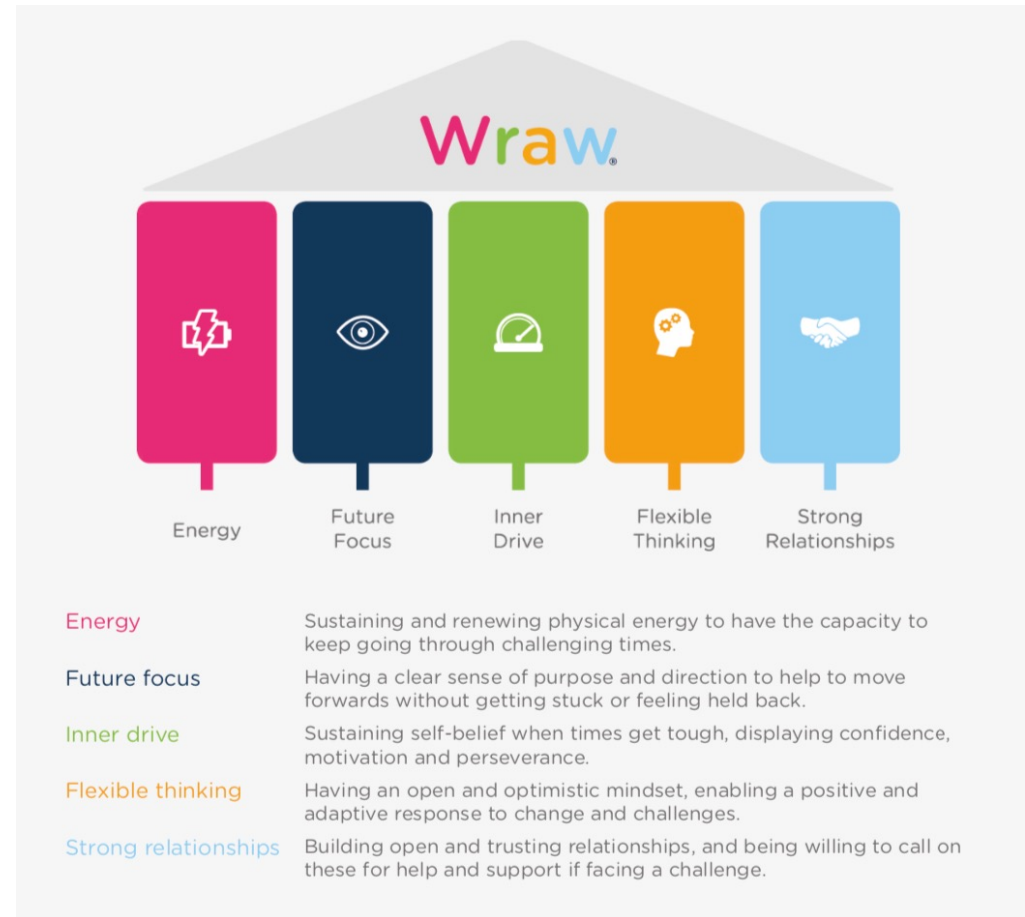 Wraw®
Energy
Future
Focus
Inner
Drive
Flexible
Thinking
Strong
Relationships
Energy
Sustaining and renewing physical energy to have the capacity to
keep going through challenging times.
Future focus
Having a clear sense of purpose and direction to help to move
forwards without getting stuck or feeling held back.
Inner drive
Sustaining self-belief when times get tough, displaying confidence,
motivation and perseverance.
Flexible thinking
Having an open and optimistic mindset, enabling a positive and
adaptive response to change and challenges.
Strong relationships
Building open and trusting relationships, and being willing to call on
these for help and support if facing a challenge.